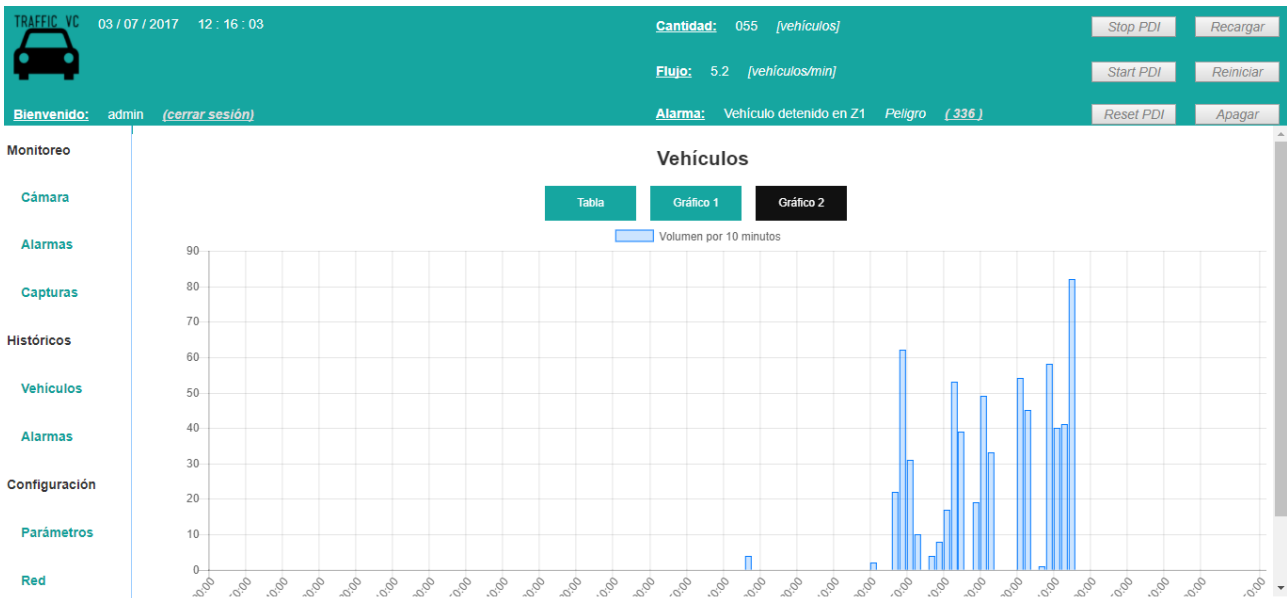 TRAFFIC_VC
03 / 07 / 2017 12 : 16 : 03
Bienvenido: admin (cerrar sesión)
Cantidad: 055 [vehículos]
Flujo: 5.2 [vehículos/min]
Alarma: Vehículo detenido en Z1 Peligro ( 336 )
Stop PDI Recargar
Start PDI Reiniciar
Reset PDI Apagar
Monitoreo
Cámara
Alarmas
Capturas
Históricos
Vehículos
Alarmas
Configuración
Parámetros
Red
Vehículos
Tabla Gráfico 1 Gráfico 2
Volumen por 10 minutos
90
80
70
60
50
40
30
20
10
0